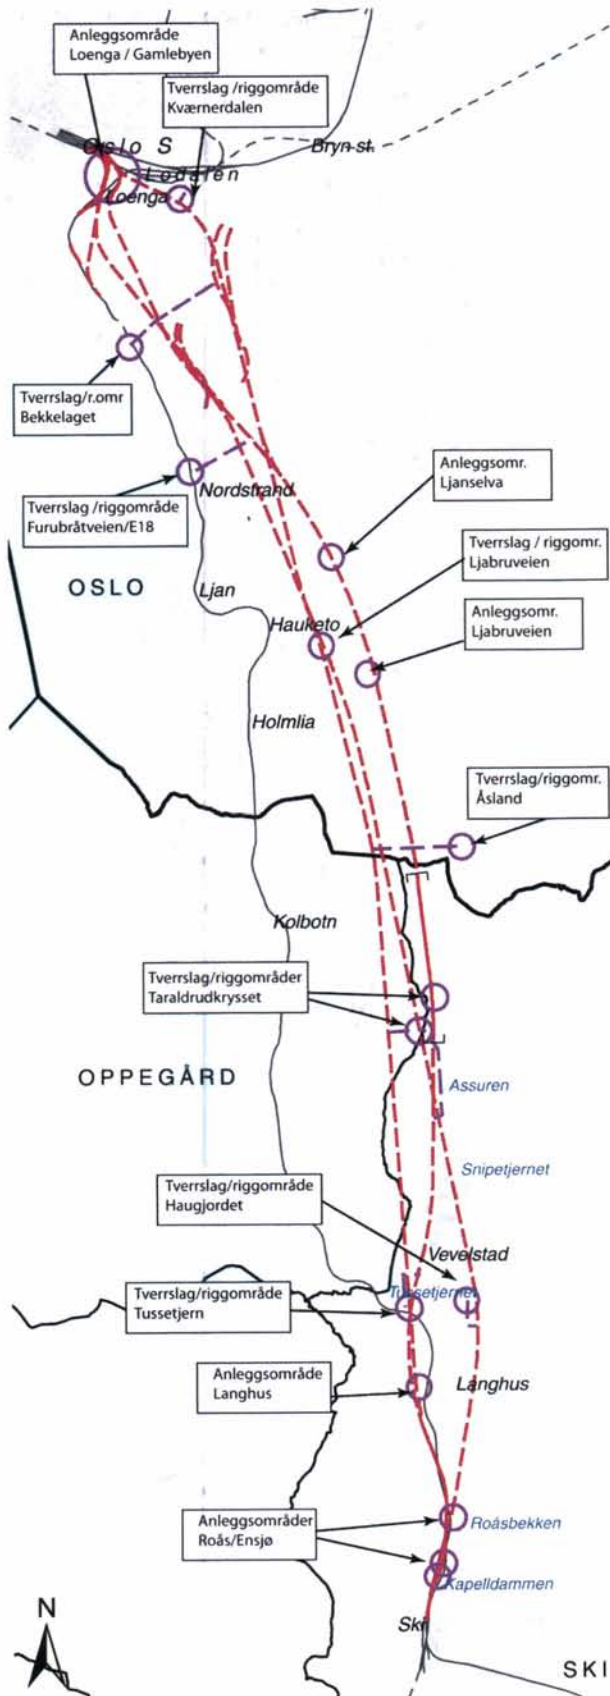 Anleggsområde
Loenga / Gamlebyen
Tverrslag /riggområde
Kværnerdalen
Oslo S
Bryn st.
Lodalen
Loenga
Tverrslag/r.omr
Bekkelaget
Anleggsomr.
Ljanselva
Tverrslag /riggområde
Furubråtveien/E18
Nordstrand
Tverrslag / riggomr.
Ljabruveien
OSLO
Ljan
Hauketo
Anleggsomr.
Ljabruveien
Holmlia
Tverrslag/riggomr.
Åsland
Kolbotn
Tverrslag/riggområder
Taraldrudkrysset
OPPEGÅRD
Assuren
Snipetjernet
Tverrslag/riggområde
Haugjordet
Vevelstad
Tverrslag/riggområde
Tussetjern
Tussetjernet
Anleggsområde
Langhus
Langhus
Anleggsområder
Roås/Ensjø
Roåsbekken
Kapelldammen
N
Ski
SKI